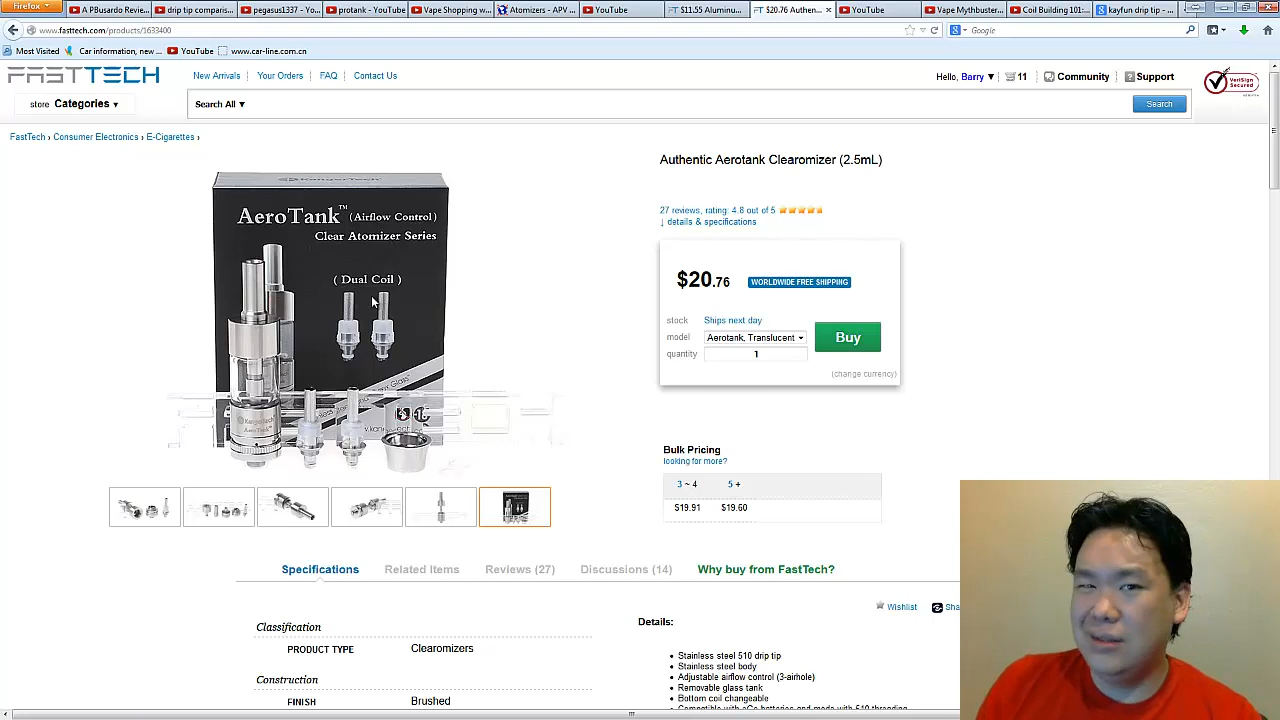 Firefox
A PBusardo Revie...
drip tip comparis...
pegasus1337 - Yo...
protank - YouTube
Vape Shopping w...
Atomizers - APV ...
YouTube
$11.55 Aluminu...
$20.76 Authen...
YouTube
Vape Mythbuster...
Coil Building 101:...
kayfun drip tip - ...
www.fasttech.com/products/1633400
Google
Most Visited
Car information, new ...
YouTube
www.car-line.com.cn
FASTTECH
New Arrivals
Your Orders
FAQ
Contact Us
Hello, Barry ▼
11
Community
Support
VeriSign
Secured
store Categories ▼
Search All ▼
Search
FastTech › Consumer Electronics › E-Cigarettes ›
Authentic Aerotank Clearomizer (2.5mL)
KangerTech
AeroTank™ (Airflow Control)
Clear Atomizer Series
( Dual Coil )
KangerTech
AeroTank
27 reviews, rating: 4.8 out of 5
↓ details & specifications
$20.76
WORLDWIDE FREE SHIPPING
stock Ships next day
model Aerotank, Translucent
Buy
quantity 1
(change currency)
Bulk Pricing
looking for more?
3 ~ 4 5 +
$19.91 $19.60
Specifications
Related Items
Reviews (27)
Discussions (14)
Why buy from FastTech?
Wishlist
Sha
Classification
PRODUCT TYPE Clearomizers
Construction
FINISH Brushed
Details:
Stainless steel 510 drip tip
Stainless steel body
Adjustable airflow control (3-airhole)
Removable glass tank
Bottom coil changeable
Compatible with eGo batteries and mods with 510 threading